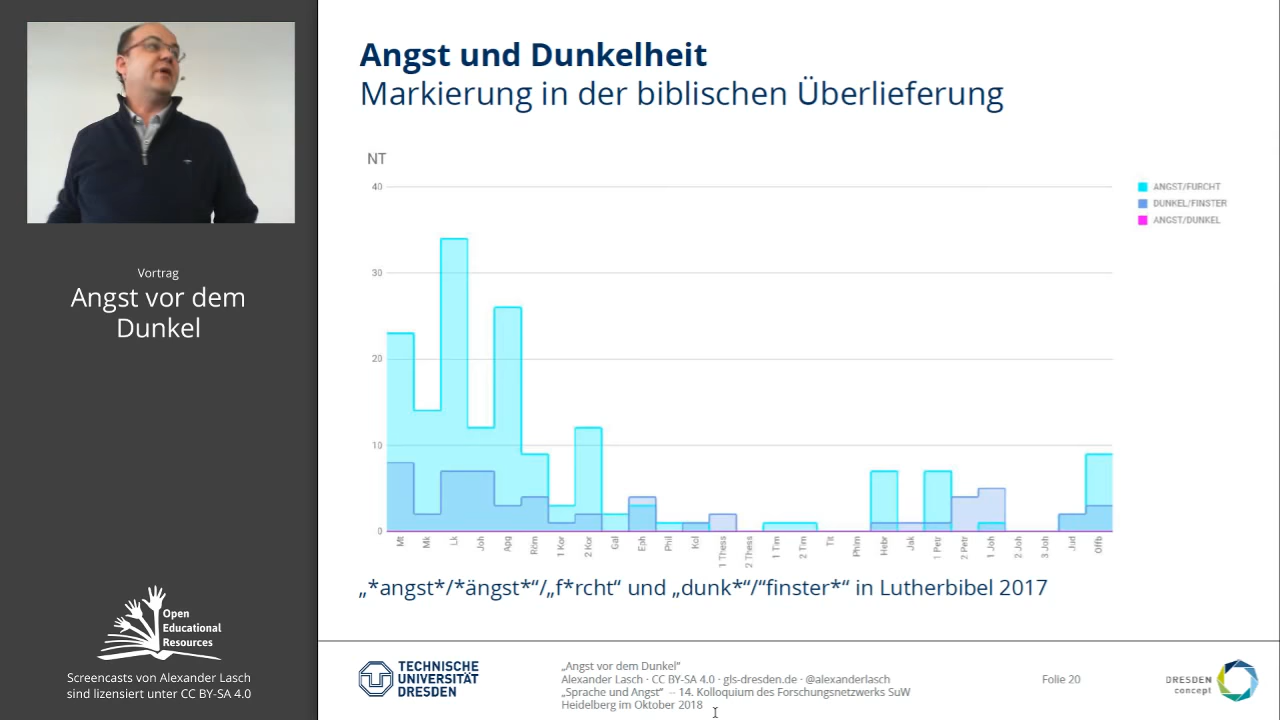 Angst und Dunkelheit
Markierung in der biblischen Überlieferung
NT
40
30
20
10
0
ANGST/FURCHT
DUNKEL/FINSTER
ANGST/DUNKEL
Mt
Mk
Lk
Joh
Apg
Röm
1 Kor
2 Kor
Gal
Eph
Phil
Kol
1 Thess
2 Thess
1 Tim
2 Tim
Tit
Phlm
Hebr
Jak
1 Petr
2 Petr
1 Joh
2 Joh
3 Joh
Jud
Offb
„*angst*/*ängst*“/„f*rcht“ und „dunk*“/“finster*“ in Lutherbibel 2017
Vortrag
Angst vor dem
Dunkel
Open
Educational
Resources
Screencasts von Alexander Lasch
sind lizensiert unter CC BY-SA 4.0
TECHNISCHE
UNIVERSITÄT
DRESDEN
„Angst vor dem Dunkel“
Alexander Lasch · CC BY-SA 4.0 · gls-dresden.de · @alexanderlasch
„Sprache und Angst“ – 14. Kolloquium des Forschungsnetzwerks SuW
Heidelberg im Oktober 2018
Folie 20
DRESDEN
concept